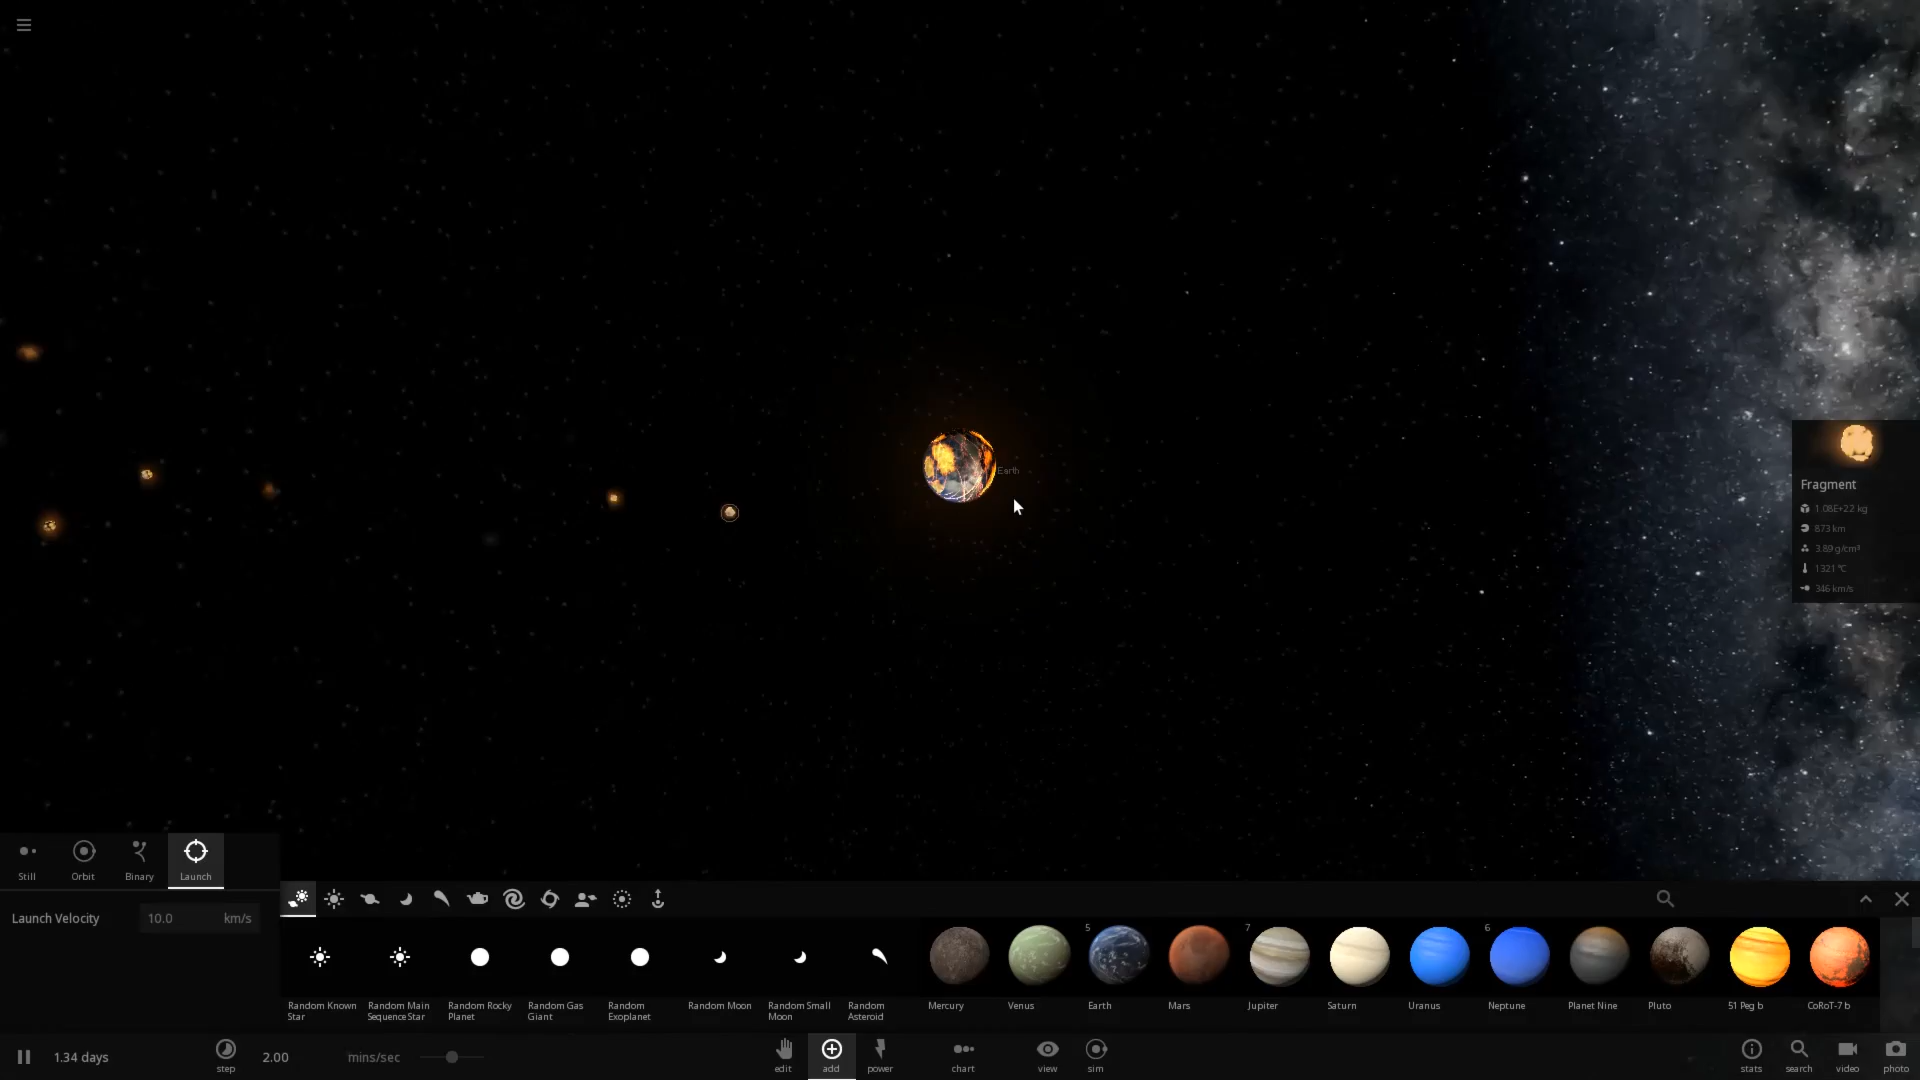 Earth
Fragment
1.08E+22 kg
873 km
3.89 g/cm³
1321 °C
346 km/s
Still
Orbit
Binary
Launch
Launch Velocity
10.0
km/s
5
7
6
Random Known
Star
Random Main
Sequence Star
Random Rocky
Planet
Random Gas
Giant
Random
Exoplanet
Random Moon
Random Small
Moon
Random
Asteroid
Mercury
Venus
Earth
Mars
Jupiter
Saturn
Uranus
Neptune
Planet Nine
Pluto
51 Peg b
CoRoT-7 b
1.34 days
step
2.00
mins/sec
edit
add
power
chart
view
sim
stats
search
video
photo